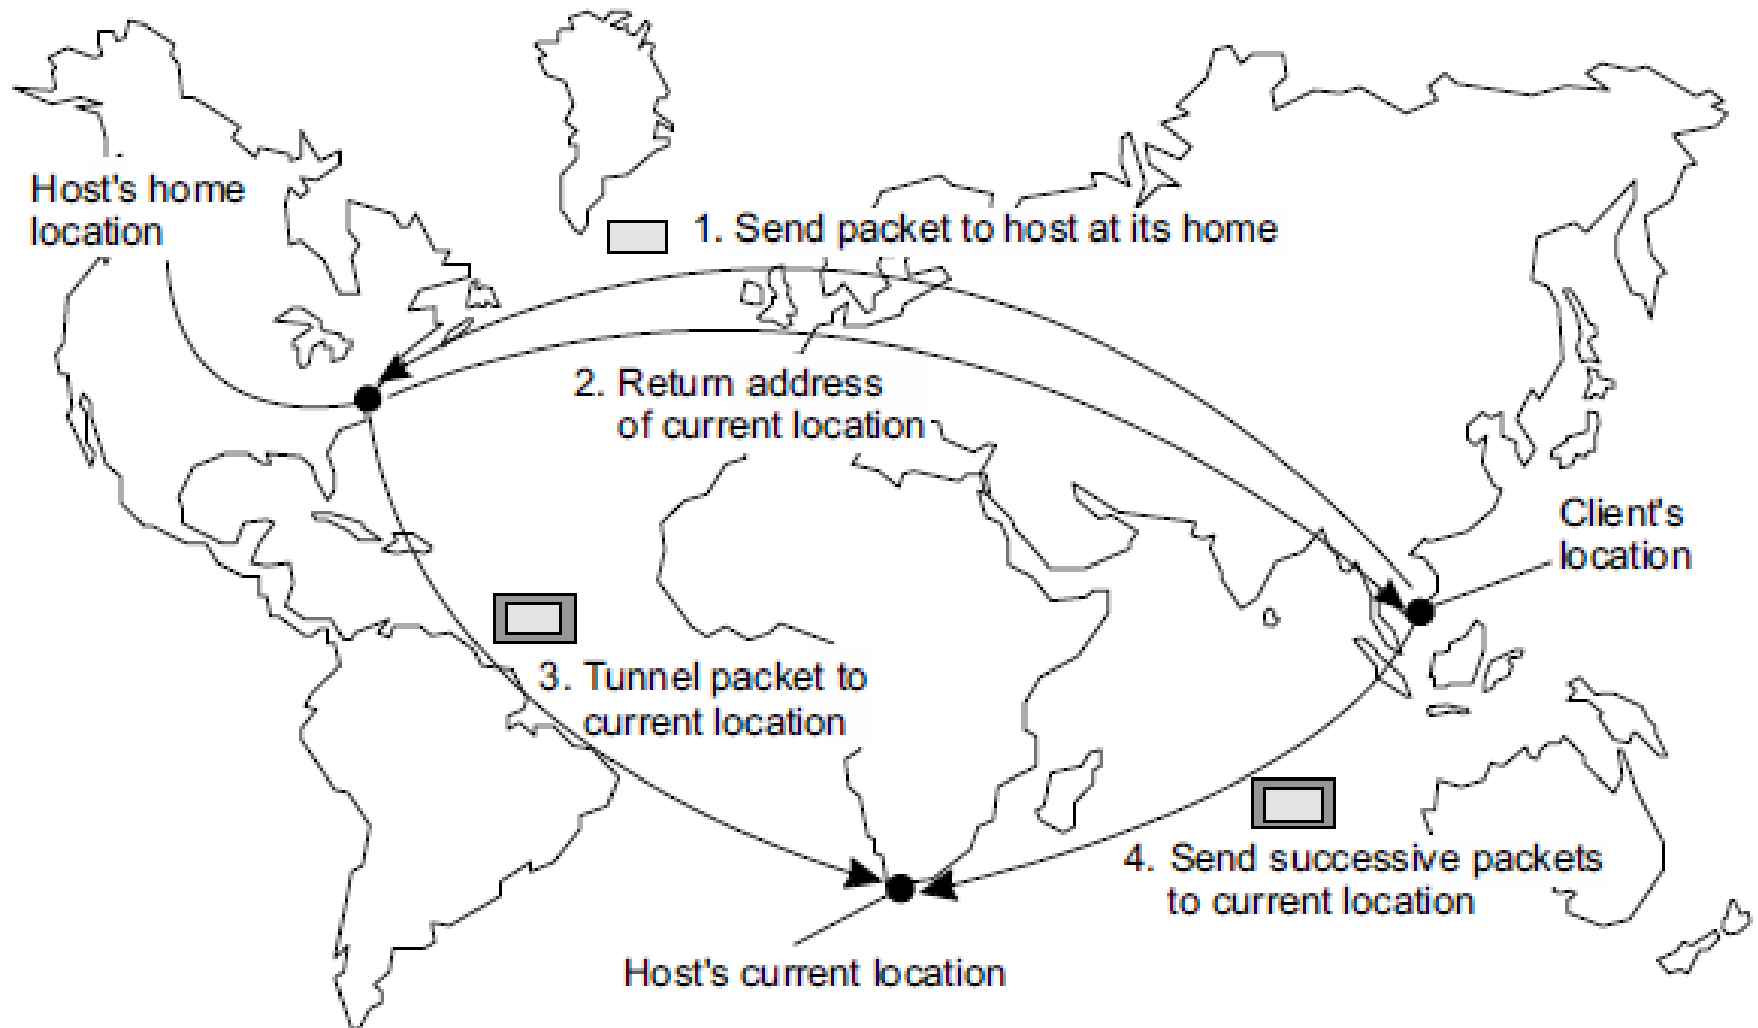 Host's home
location
1. Send packet to host at its home
2. Return address
of current location
Client's
location
3. Tunnel packet to
current location
4. Send successive packets
to current location
Host's current location